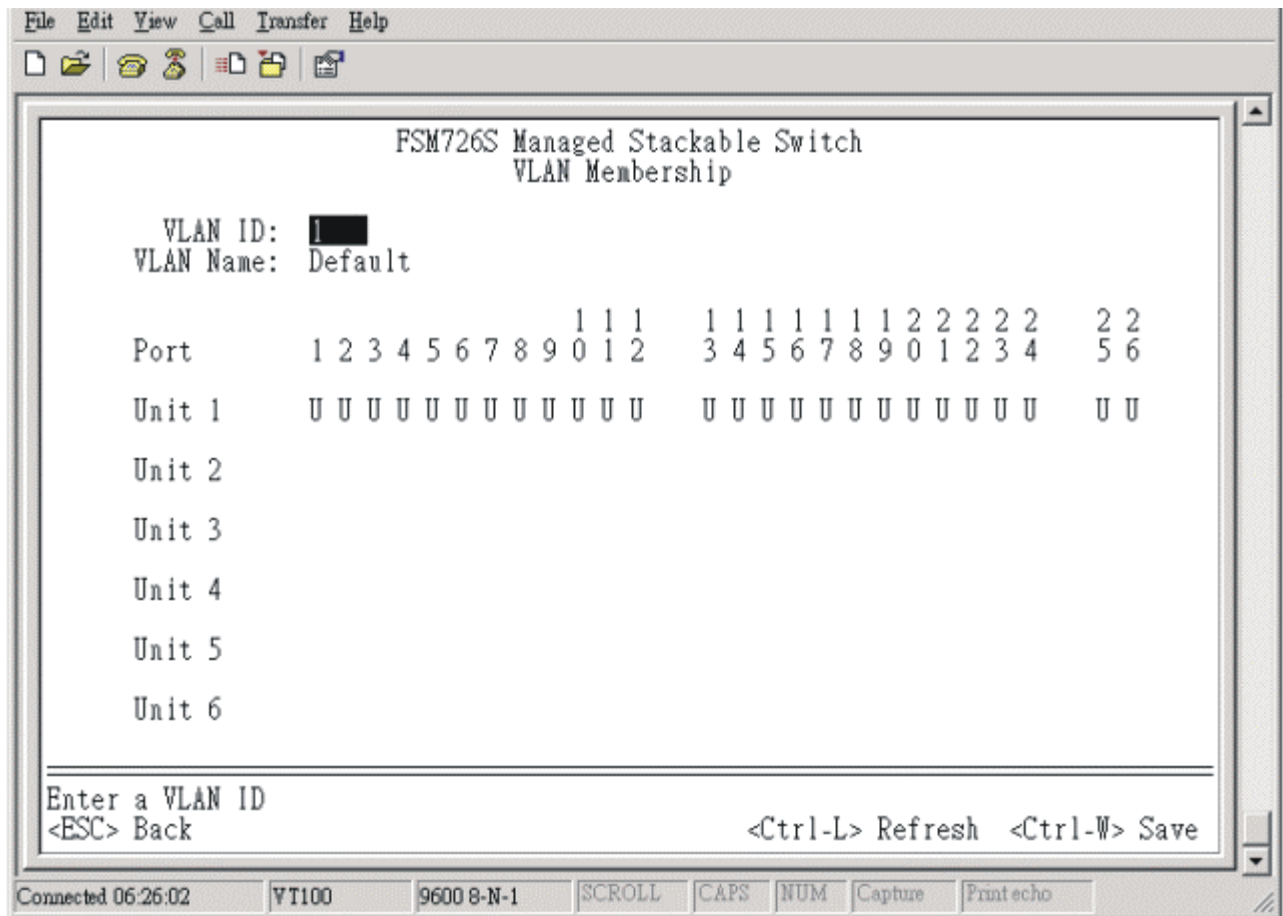 File Edit View Call Transfer Help
FSM726S Managed Stackable Switch
VLAN Membership
VLAN ID: 1
VLAN Name: Default
1 1 1 1 1 1 1 1 1 1 2 2 2 2 2 2 2
Port 1 2 3 4 5 6 7 8 9 0 1 2 3 4 5 6 7 8 9 0 1 2 3 4 5 6
Unit 1 U U U U U U U U U U U U U U U U U U U U U U U U U U
Unit 2
Unit 3
Unit 4
Unit 5
Unit 6
Enter a VLAN ID
<ESC> Back <Ctrl-L> Refresh <Ctrl-W> Save
Connected 06:26:02 VT100 9600 8-N-1 SCROLL CAPS NUM Capture Print echo